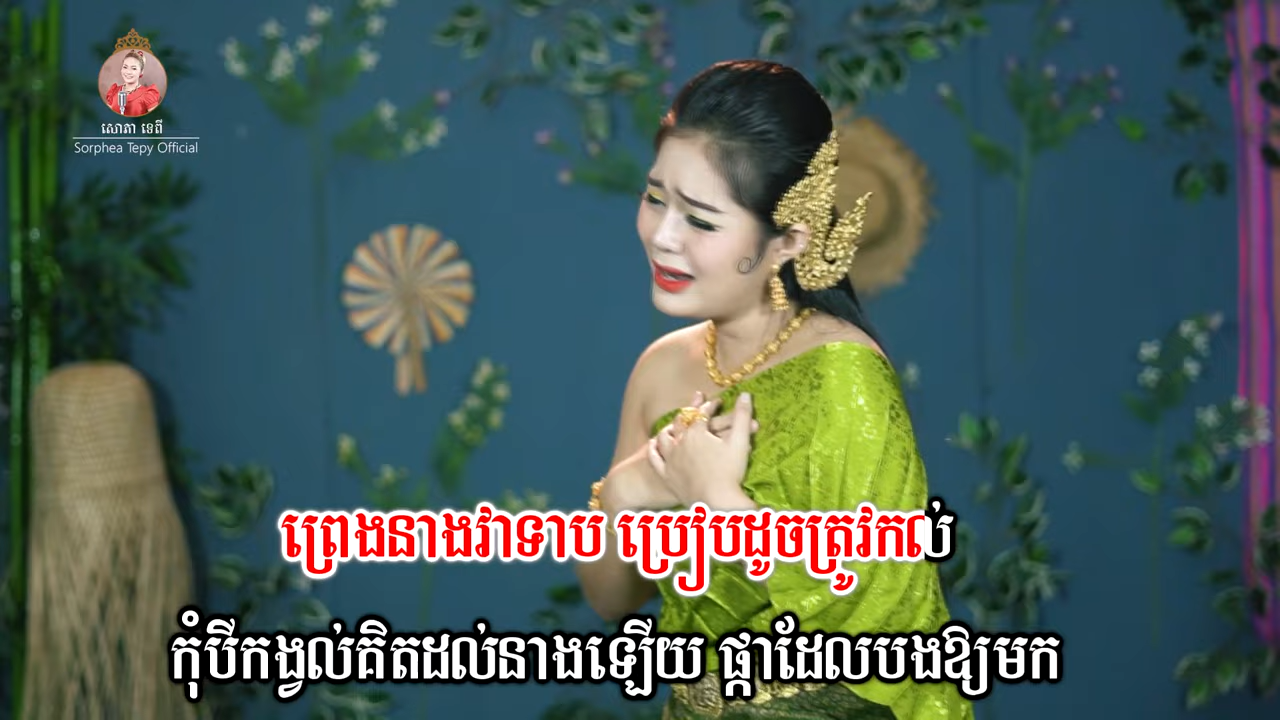 សោភា ទេពី
Sorphea Tepy Official
ព្រេងនាងវាទាប ប្រៀបដូចត្រូវកល់
កុំបីកង្វល់គិតដល់នាងឡើយ ផ្កាដែលបងឱ្យមក